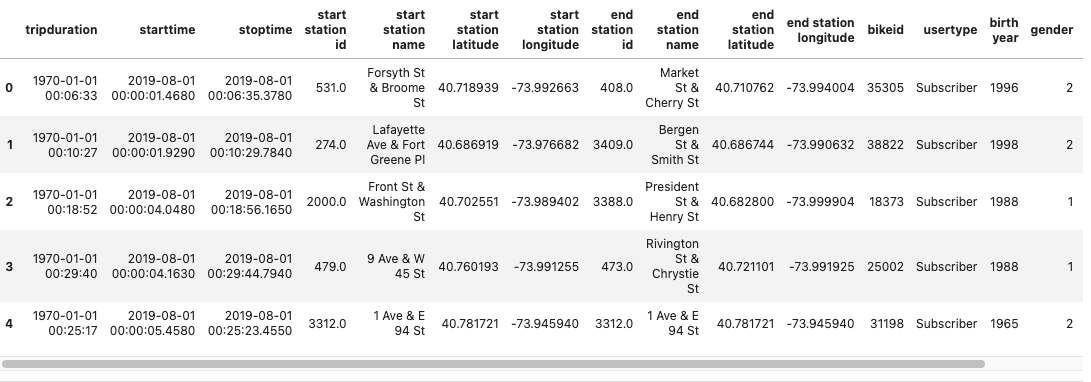 tripduration starttime stoptime start station id start station name start station latitude start station longitude end station id end station name end station latitude end station longitude bikeid usertype birth year gender
0 1970-01-01 00:06:33 2019-08-01 00:00:01.4680 2019-08-01 00:06:35.3780 531.0 Forsyth St & Broome St 40.718939 -73.992663 408.0 Market St & Cherry St 40.710762 -73.994004 35305 Subscriber 1996 2
1 1970-01-01 00:10:27 2019-08-01 00:00:01.9290 2019-08-01 00:10:29.7840 274.0 Lafayette Ave & Fort Greene Pl 40.686919 -73.976682 3409.0 Bergen St & Smith St 40.686744 -73.990632 38822 Subscriber 1998 2
2 1970-01-01 00:18:52 2019-08-01 00:00:04.0480 2019-08-01 00:18:56.1650 2000.0 Front St & Washington St 40.702551 -73.989402 3388.0 President St & Henry St 40.682800 -73.999904 18373 Subscriber 1988 1
3 1970-01-01 00:29:40 2019-08-01 00:00:04.1630 2019-08-01 00:29:44.7940 479.0 9 Ave & W 45 St 40.760193 -73.991255 473.0 Rivington St & Chrystie St 40.721101 -73.991925 25002 Subscriber 1988 1
4 1970-01-01 00:25:17 2019-08-01 00:00:05.4580 2019-08-01 00:25:23.4550 3312.0 1 Ave & E 94 St 40.781721 -73.945940 3312.0 1 Ave & E 94 St 40.781721 -73.945940 31198 Subscriber 1965 2